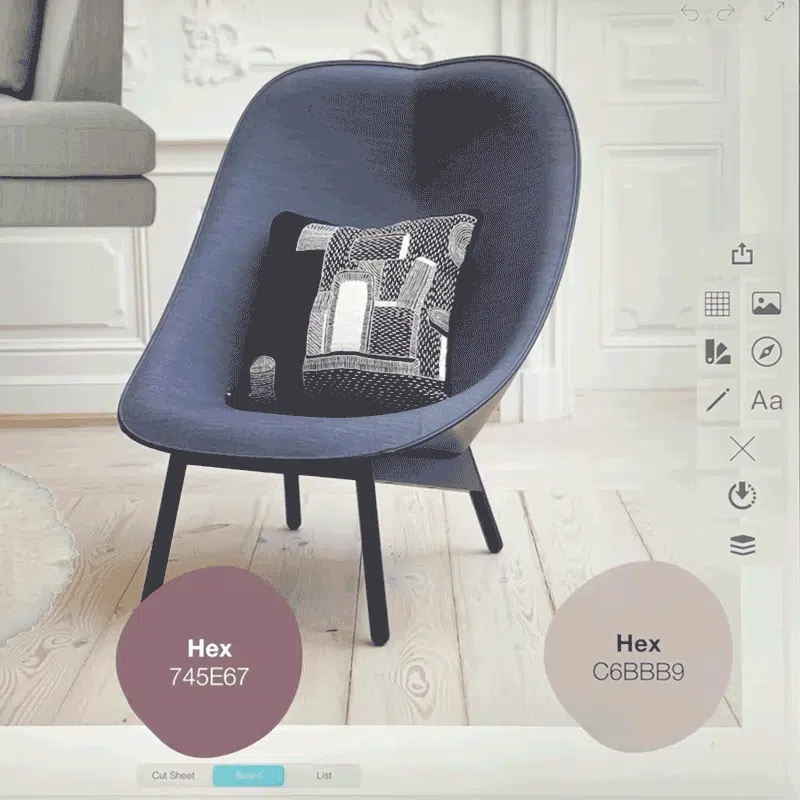 Aa
Hex
745E67
Hex
C6BBB9
Cut Sheet
Board
List